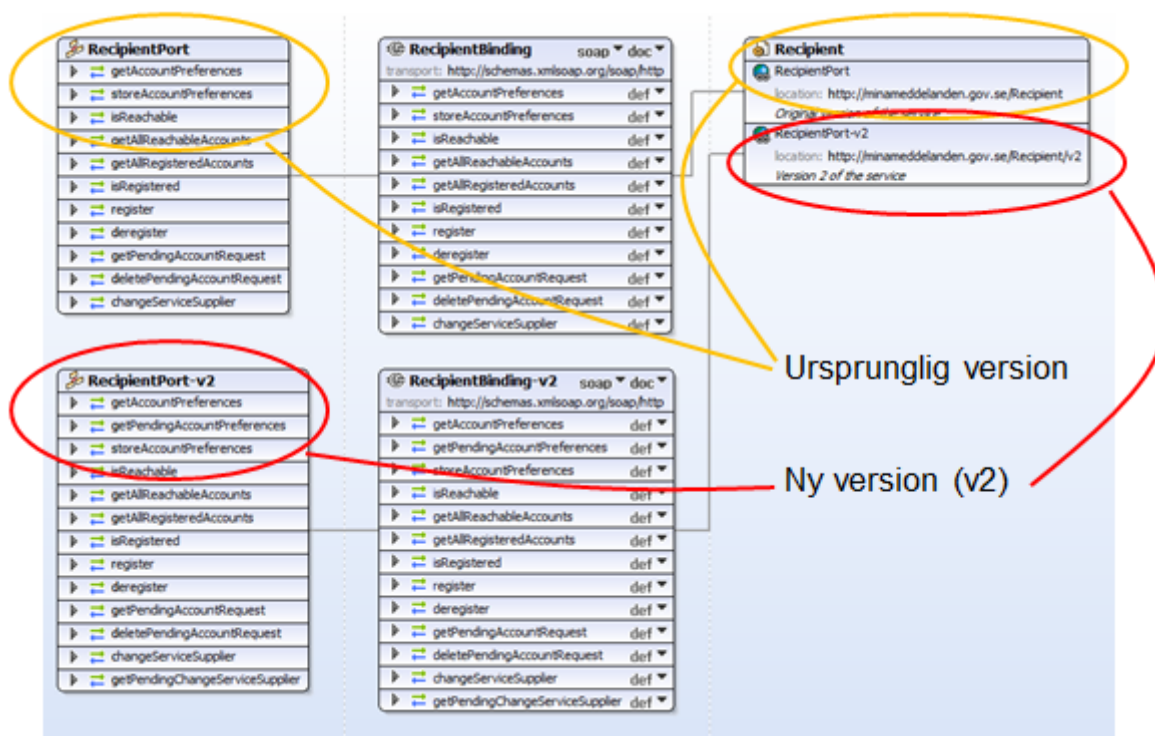 RecipientPort
getAccountPreferences
storeAccountPreferences
isReachable
getAllReachableAccounts
getAllRegisteredAccounts
isRegistered
register
deregister
getPendingAccountRequest
deletePendingAccountRequest
changeServiceSupplier
RecipientBinding soap doc
transport: http://schemas.xmlsoap.org/soap/http
getAccountPreferences def
storeAccountPreferences def
isReachable def
getAllReachableAccounts def
getAllRegisteredAccounts def
isRegistered def
register def
deregister def
getPendingAccountRequest def
deletePendingAccountRequest def
changeServiceSupplier def
Recipient
RecipientPort
location: http://minameddelanden.gov.se/Recipient
Original version of the service
RecipientPort-v2
location: http://minameddelanden.gov.se/Recipient/v2
Version 2 of the service
RecipientPort-v2
getAccountPreferences
getPendingAccountPreferences
storeAccountPreferences
isReachable
getAllReachableAccounts
getAllRegisteredAccounts
isRegistered
register
deregister
getPendingAccountRequest
deletePendingAccountRequest
changeServiceSupplier
getPendingChangeServiceSupplier
RecipientBinding-v2 soap doc
transport: http://schemas.xmlsoap.org/soap/http
getAccountPreferences def
getPendingAccountPreferences def
storeAccountPreferences def
isReachable def
getAllReachableAccounts def
getAllRegisteredAccounts def
isRegistered def
register def
deregister def
getPendingAccountRequest def
deletePendingAccountRequest def
changeServiceSupplier def
getPendingChangeServiceSupplier def
Ursprunglig version
Ny version (v2)